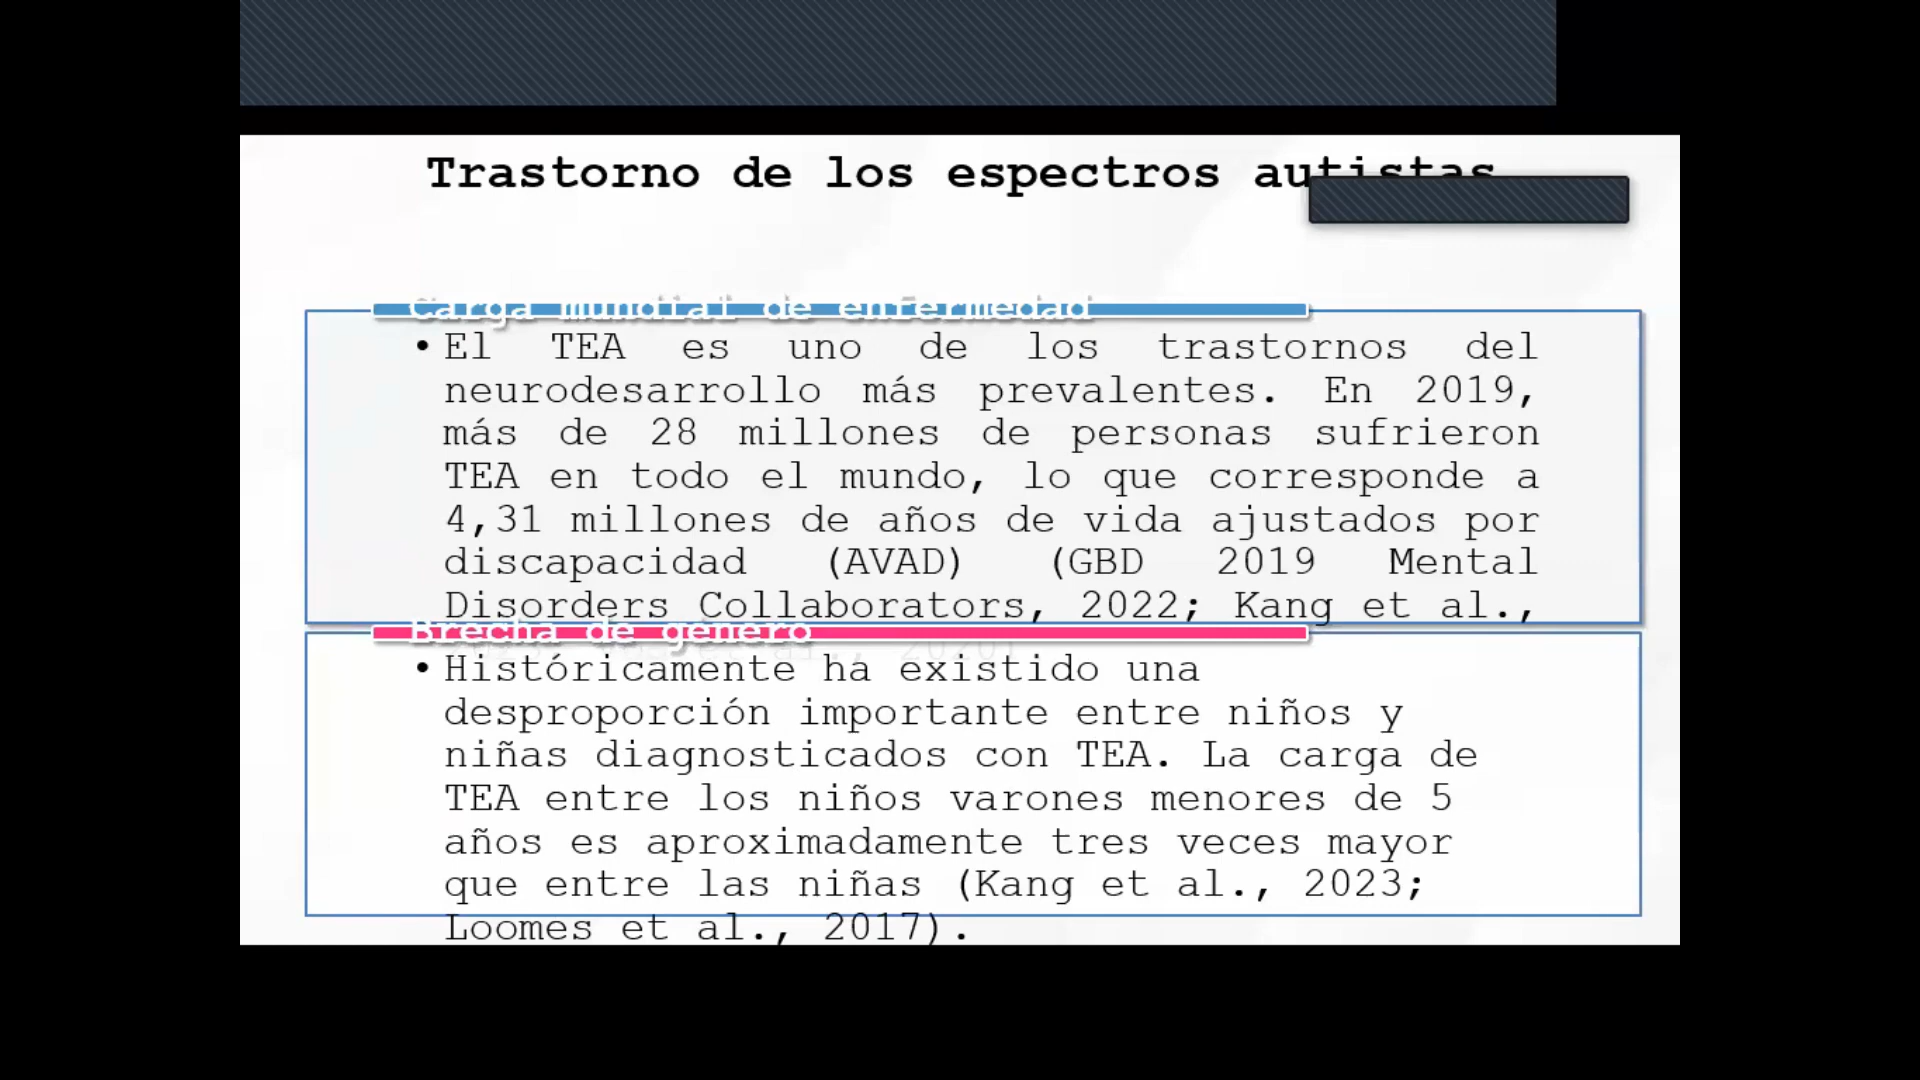 Trastorno de los espectros autistas
Carga mundial de enfermedad
• El TEA es uno de los trastornos del
neurodesarrollo más prevalentes. En 2019,
más de 28 millones de personas sufrieron
TEA en todo el mundo, lo que corresponde a
4,31 millones de años de vida ajustados por
discapacidad (AVAD) (GBD 2019 Mental
Disorders Collaborators, 2022; Kang et al.,
Brecha de género
et al., 2020)
• Históricamente ha existido una
desproporción importante entre niños y
niñas diagnosticados con TEA. La carga de
TEA entre los niños varones menores de 5
años es aproximadamente tres veces mayor
que entre las niñas (Kang et al., 2023;
Loomes et al., 2017).